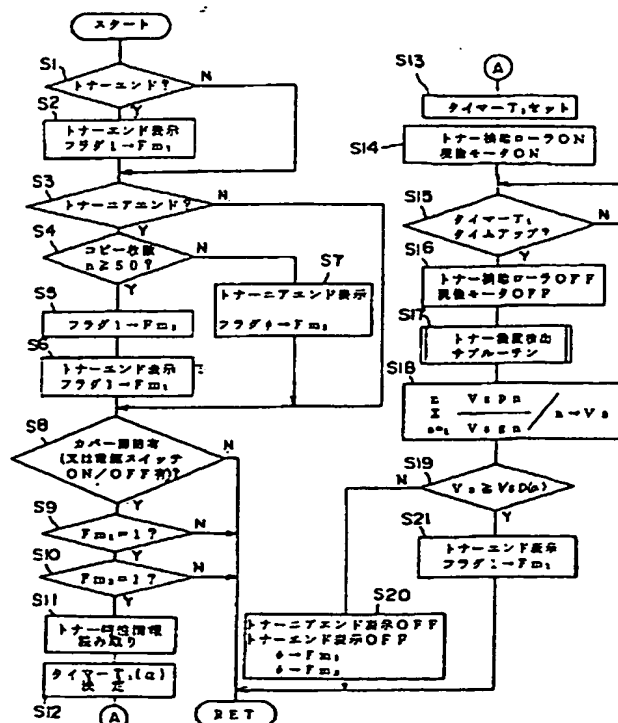 スタート
S1
トナーエンド?
N
Y
S2
トナーエンド表示
フラグ1→Fm₁
S3
トナーニアエンド?
N
Y
S4
コピー枚数
n≧50?
N
Y
S5
フラグ1→Fm₂
S6
トナーエンド表示
フラグ1→Fm₁
S7
トナーニアエンド表示
フラグφ→Fm₂
S8
カバー開閉有
(又は電源スイッチ
ON/OFF有)?
N
Y
S9
Fm₁=1?
N
Y
S10
Fm₂=1?
N
Y
S11
トナー特性情報
読み取り
S12
タイマーT₁(α)
決定
A
A
S13
タイマーT₁セット
S14
トナー補給ローラON
現像モータON
S15
タイマーT₁
タイムアップ?
N
Y
S16
トナー補給ローラOFF
現像モータOFF
S17
トナー濃度検出
サブルーチン
S18
n
Σ
n=1
Vspn
Vsgn
/n→Vs
S19
Vs≧VsD(α)
N
Y
S21
トナーエンド表示
フラグ1→Fm₁
S20
トナーニアエンド表示OFF
トナーエンド表示OFF
φ→Fm₁
φ→Fm₂
RET